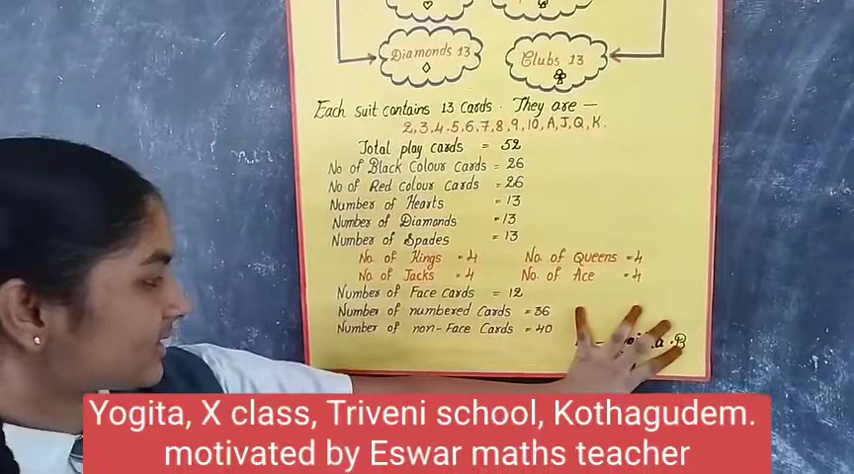 Diamonds 13
Clubs 13
Each suit contains 13 cards. They are —
2,3,4.5,6,7,8,9,10,A,J,Q,K.
Total play cards = 52
No of Black Colour Cards = 26
No of Red colour cards = 26
Number of Hearts = 13
Number of Diamonds = 13
Number of Spades = 13
No. of Kings = 4 No. of Queens = 4
No. of Jacks = 4 No. of Ace = 4
Number of Face cards = 12
Number of numbered Cards = 36
Number of non-Face Cards = 40
Yogita, X class, Triveni school, Kothagudem.
motivated by Eswar maths teacher